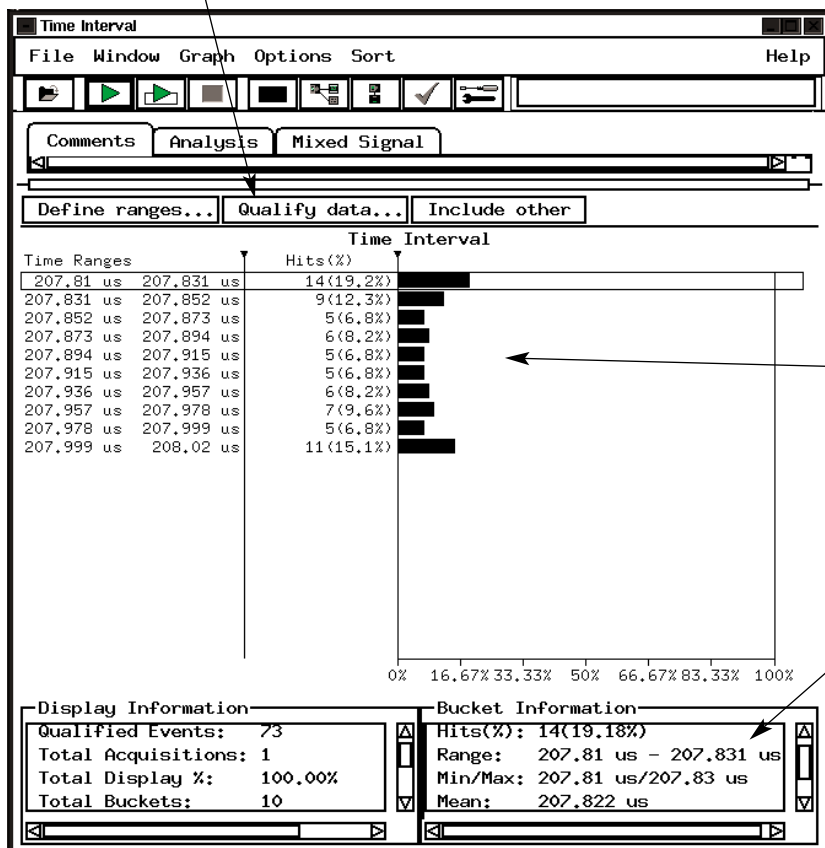 Time Interval
File Window Graph Options Sort Help
Comments Analysis Mixed Signal
Define ranges... Qualify data... Include other
Time Interval
Time Ranges Hits(%)
207.81 us 207.831 us 14(19.2%)
207.831 us 207.852 us 9(12.3%)
207.852 us 207.873 us 5(6.8%)
207.873 us 207.894 us 6(8.2%)
207.894 us 207.915 us 5(6.8%)
207.915 us 207.936 us 5(6.8%)
207.936 us 207.957 us 6(8.2%)
207.957 us 207.978 us 7(9.6%)
207.978 us 207.999 us 5(6.8%)
207.999 us 208.02 us 11(15.1%)
0% 16.67% 33.33% 50% 66.67% 83.33% 100%
Display Information
Qualified Events: 73
Total Acquisitions: 1
Total Display %: 100.00%
Total Buckets: 10
Bucket Information
Hits(%): 14(19.18%)
Range: 207.81 us - 207.831 us
Min/Max: 207.81 us/207.83 us
Mean: 207.822 us